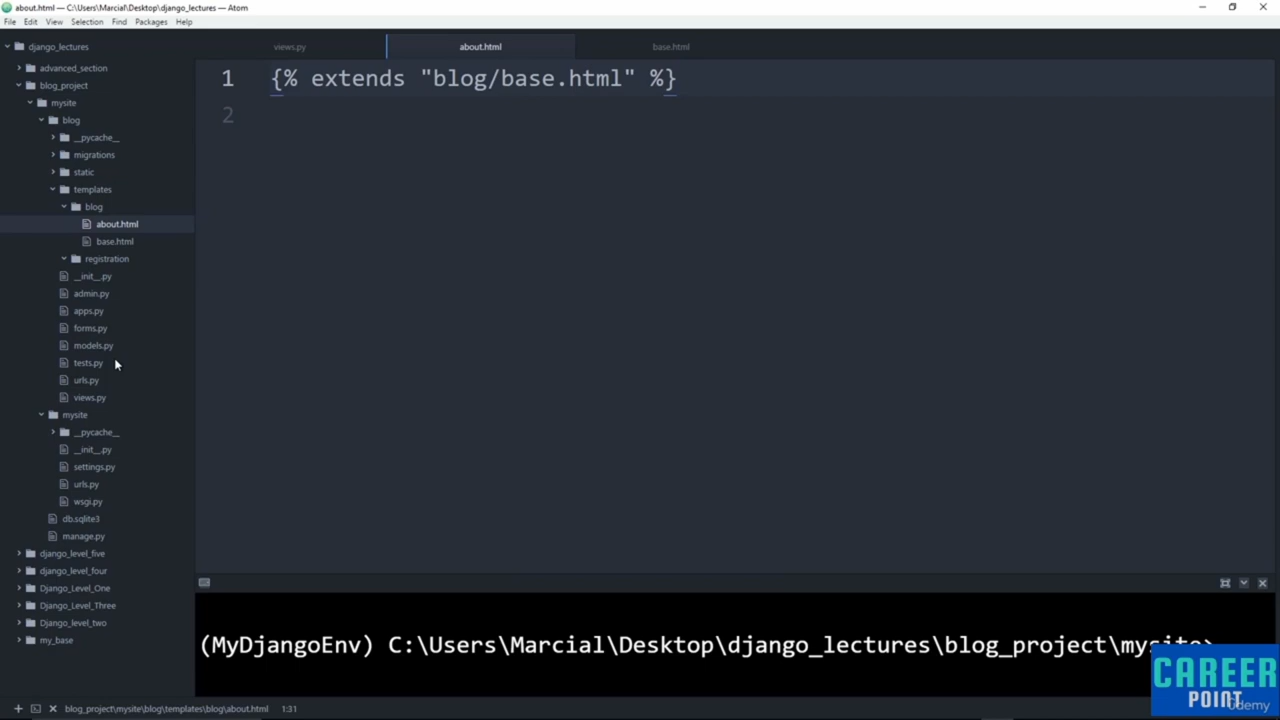 about.html — C:\Users\Marcial\Desktop\django_lectures — Atom
File Edit View Selection Find Packages Help
django_lectures
advanced_section
blog_project
mysite
blog
__pycache__
migrations
static
templates
blog
about.html
base.html
registration
__init__.py
admin.py
apps.py
forms.py
models.py
tests.py
urls.py
views.py
mysite
__pycache__
__init__.py
settings.py
urls.py
wsgi.py
db.sqlite3
manage.py
django_level_five
django_level_four
Django_Level_One
Django_Level_Three
Django_level_two
my_base
views.py about.html base.html
1 {% extends "blog/base.html" %}
2
(MyDjangoEnv) C:\Users\Marcial\Desktop\django_lectures\blog_project\mysite>
blog_project\mysite\blog\templates\blog\about.html 1:31
CAREER
POINT
Udemy